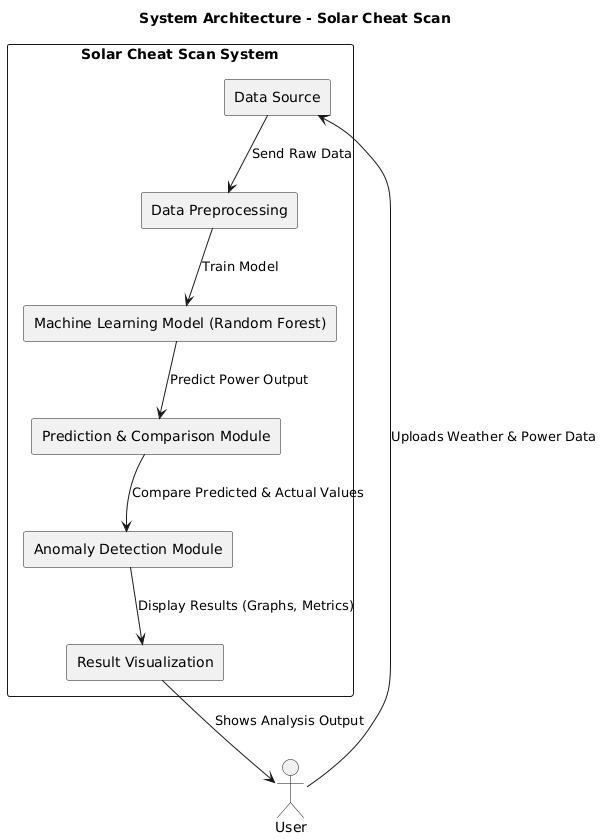 System Architecture - Solar Cheat Scan
Solar Cheat Scan System
Data Source
Send Raw Data
Data Preprocessing
Train Model
Machine Learning Model (Random Forest)
Predict Power Output
Prediction & Comparison Module
Uploads Weather & Power Data
Compare Predicted & Actual Values
Anomaly Detection Module
Display Results (Graphs, Metrics)
Result Visualization
Shows Analysis Output
User